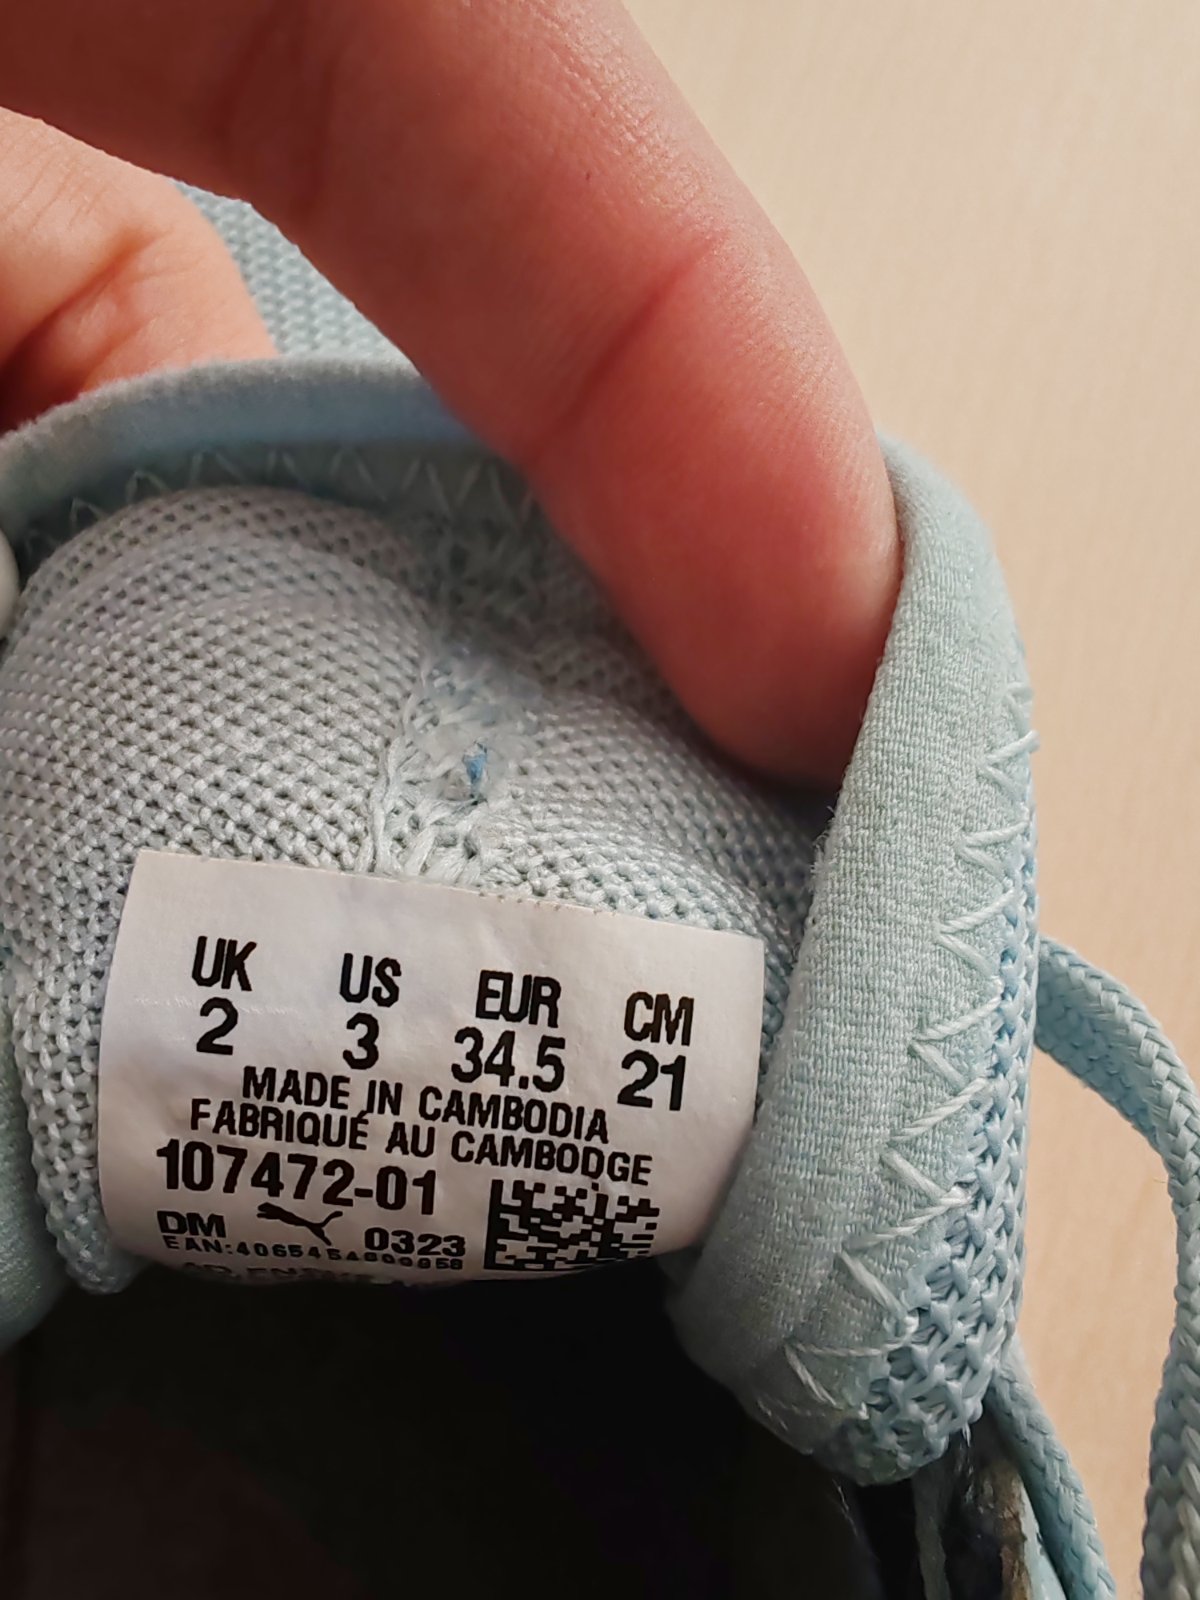 UK US EUR CM
2 3 34.5 21
MADE IN CAMBODIA
FABRIQUÉ AU CAMBODGE
107472-01
DM 0323